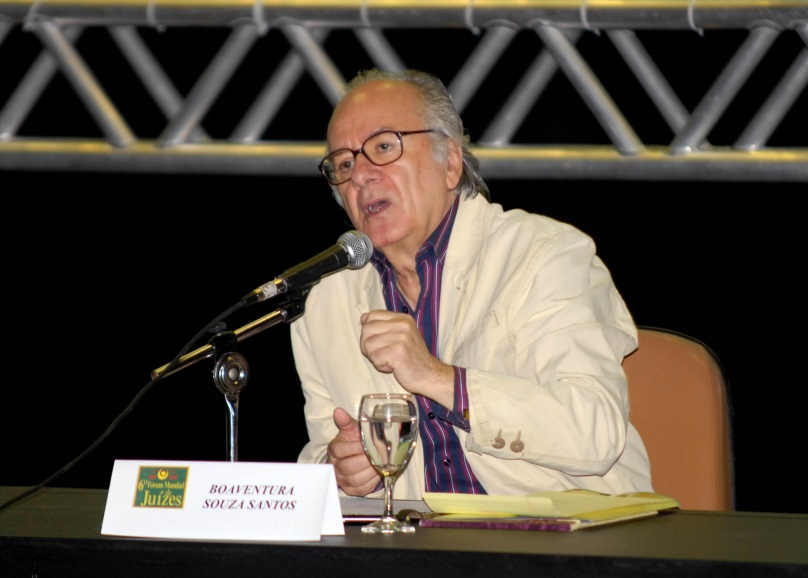 6º Fórum Mundial
Juízes
BOAVENTURA
SOUZA SANTOS